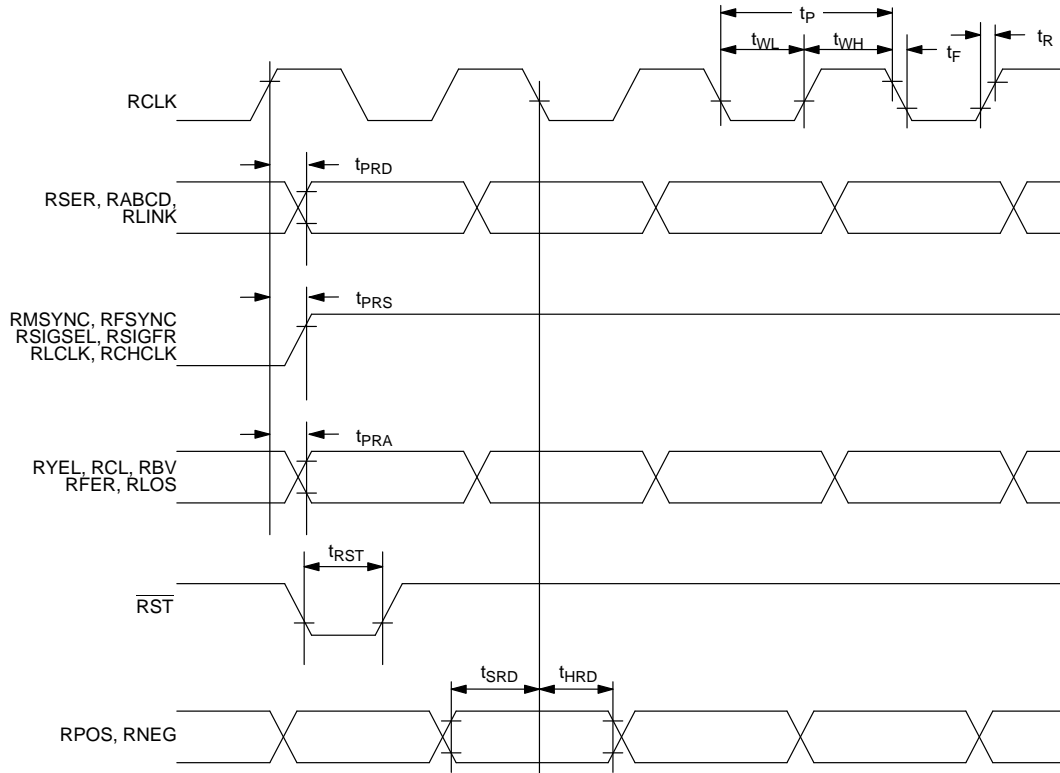 tP
tWL
tWH
tF
tR
RCLK
tPRD
RSER, RABCD,
RLINK
tPRS
RMSYNC, RFSYNC
RSIGSEL, RSIGFR
RLCLK, RCHCLK
tPRA
RYEL, RCL, RBV
RFER, RLOS
tRST
RST
tSRD
tHRD
RPOS, RNEG